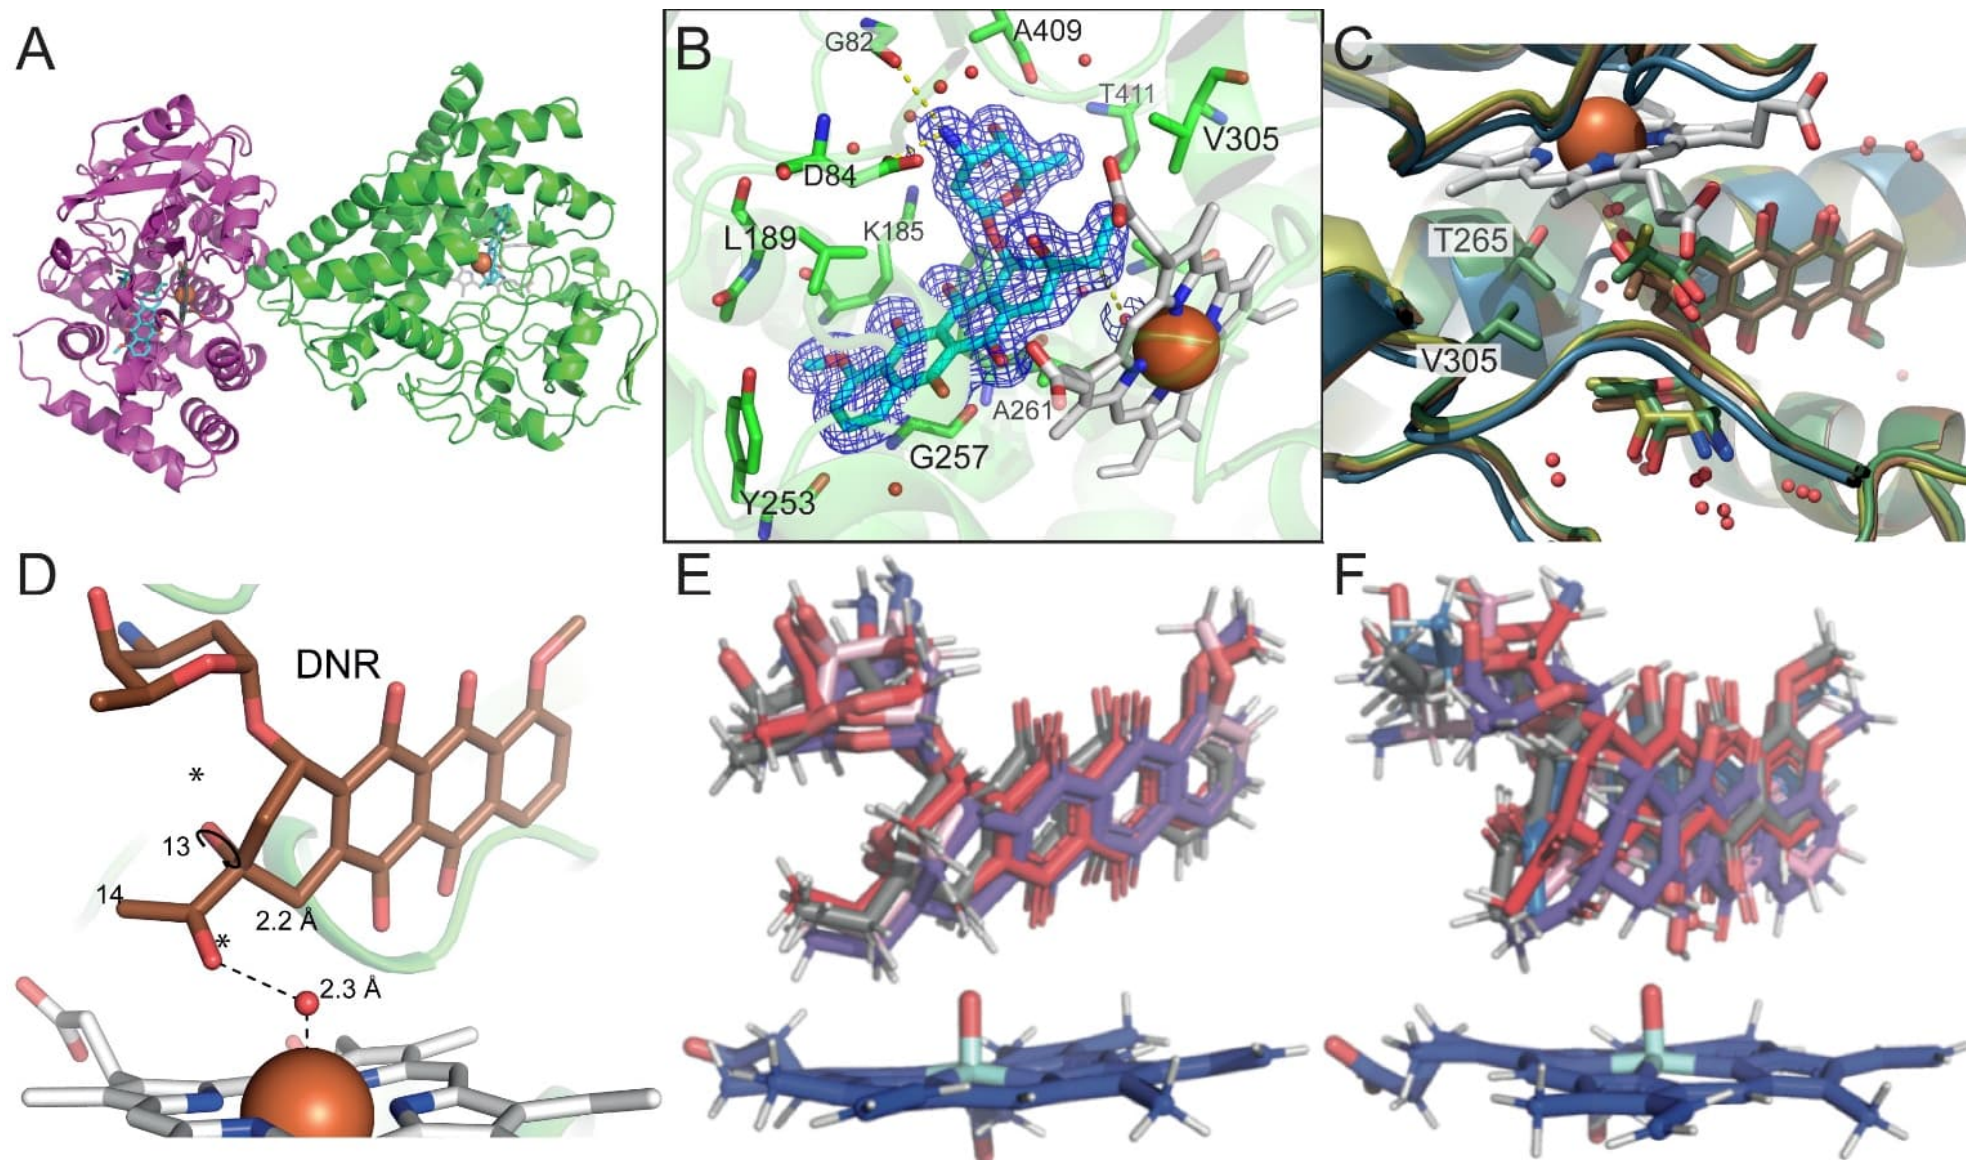 A
B
G82
A409
T411
V305
D84
L189
K185
A261
G257
Y253
C
T265
V305
D
DNR
*
13
14
2.2 Å
*
2.3 Å
E
F